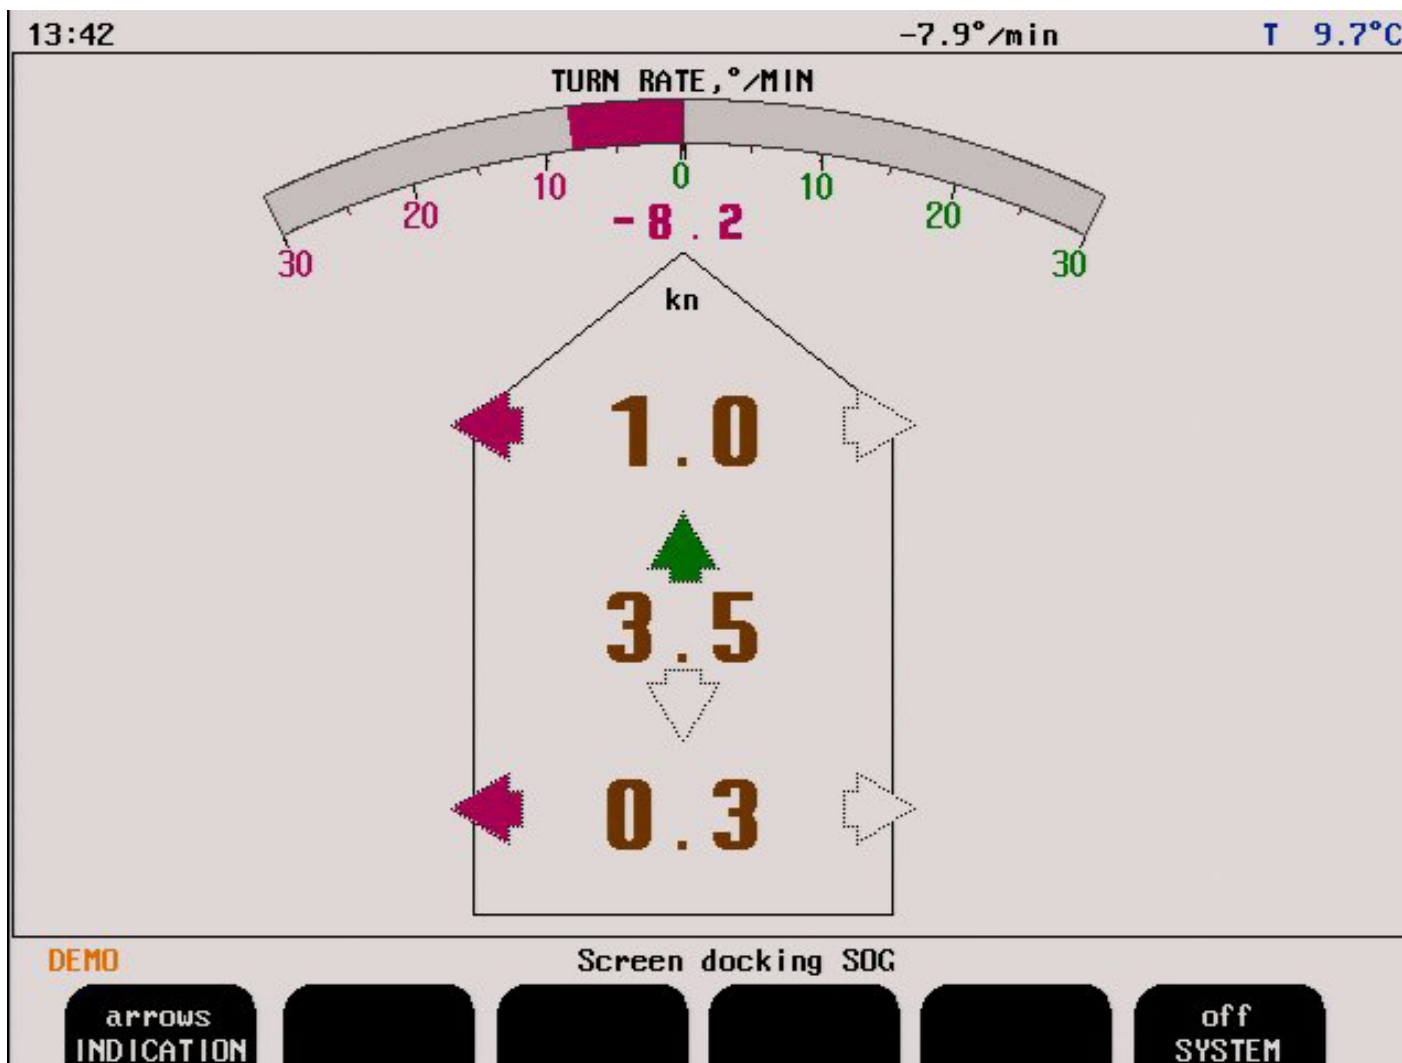 13:42 -7.9°/min T 9.7°C
TURN RATE,°/MIN
30 20 10 0 10 20 30
-8.2
kn
1.0
3.5
0.3
DEMO Screen docking SOG
arrows off
INDICATION SYSTEM